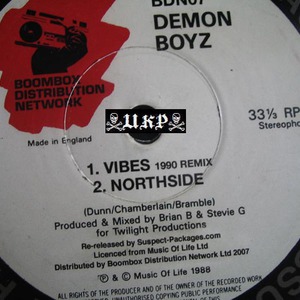 BDN07
DEMON
BOYZ
BOOMBOX
DISTRIBUTION
NETWORK
33⅓ RP
Stereopho
Made in England
U.K.P
1. VIBES 1990 REMIX
2. NORTHSIDE
(Dunn/Chamberlain/Bramble)
Produced & Mixed by Brian B & Stevie G
for Twilight Productions
Re-released by Suspect-Packages.com
Licenced from Music Of Life Ltd
Distributed by Boombox Distribution Network Ltd 2007
℗ & © Music Of Life 1988
ALL RIGHTS OF THE PRODUCER AND OF THE OWNER OF THE RECORDED WORK